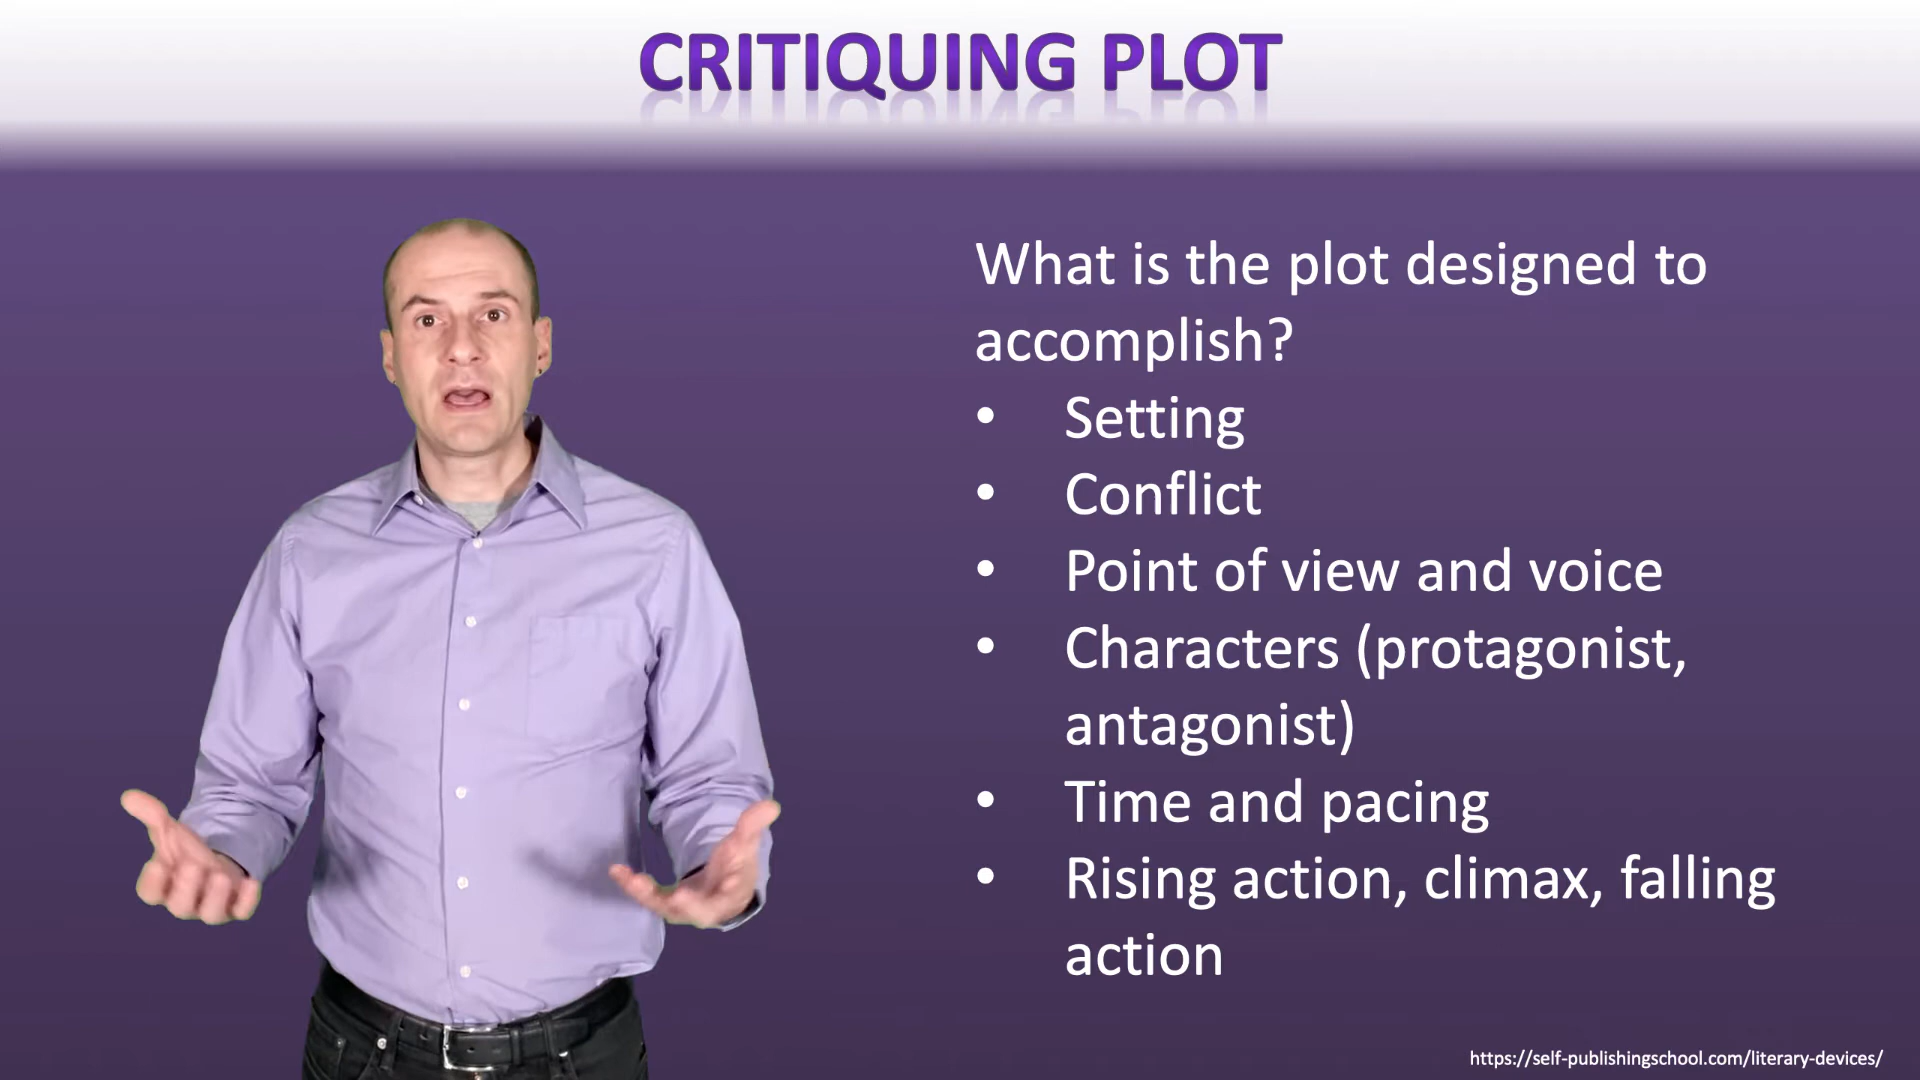 CRITIQUING PLOT
What is the plot designed to
accomplish?
• Setting
• Conflict
• Point of view and voice
• Characters (protagonist,
antagonist)
• Time and pacing
• Rising action, climax, falling
action
https://self-publishingschool.com/literary-devices/